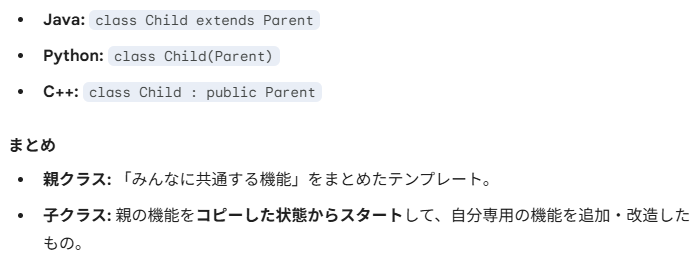 • Java: class Child extends Parent
• Python: class Child(Parent)
• C++: class Child : public Parent
まとめ
• 親クラス: 「みんなに共通する機能」をまとめたテンプレート。
• 子クラス: 親の機能をコピーした状態からスタートして、自分専用の機能を追加・改造した
もの。